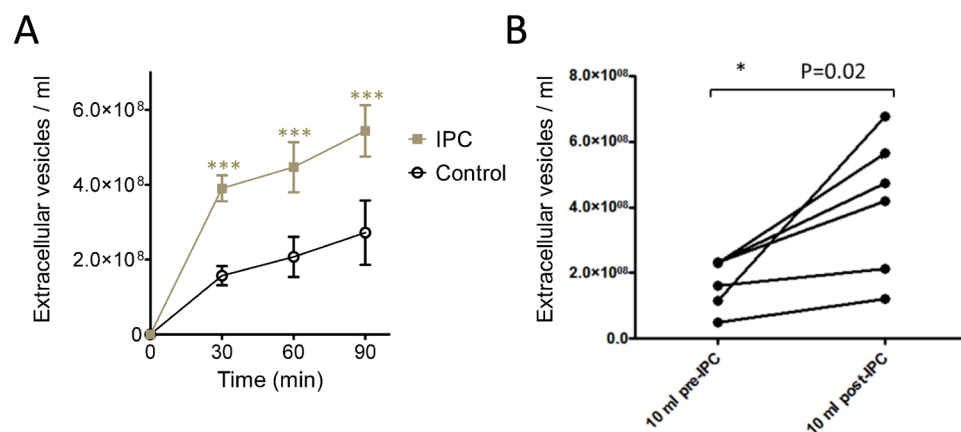 A
Extracellular vesicles / ml
6.0×10⁸
4.0×10⁸
2.0×10⁸
0
***
***
***
0 30 60 90
Time (min)
IPC
Control
B
Extracellular vesicles / ml
8.0×10⁰⁸
6.0×10⁰⁸
4.0×10⁰⁸
2.0×10⁰⁸
0.0
* P=0.02
10 ml pre-IPC
10 ml post-IPC